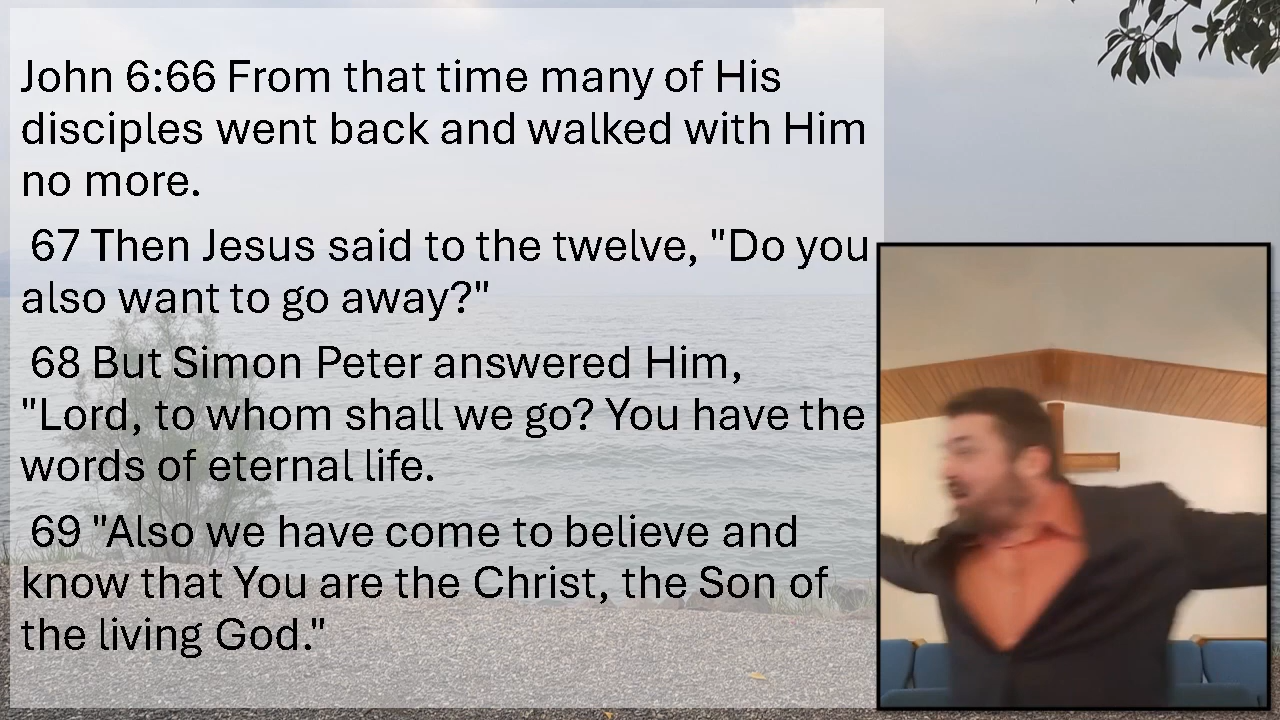 John 6:66 From that time many of His
disciples went back and walked with Him
no more.
67 Then Jesus said to the twelve, "Do you
also want to go away?"
68 But Simon Peter answered Him,
"Lord, to whom shall we go? You have the
words of eternal life.
69 "Also we have come to believe and
know that You are the Christ, the Son of
the living God."